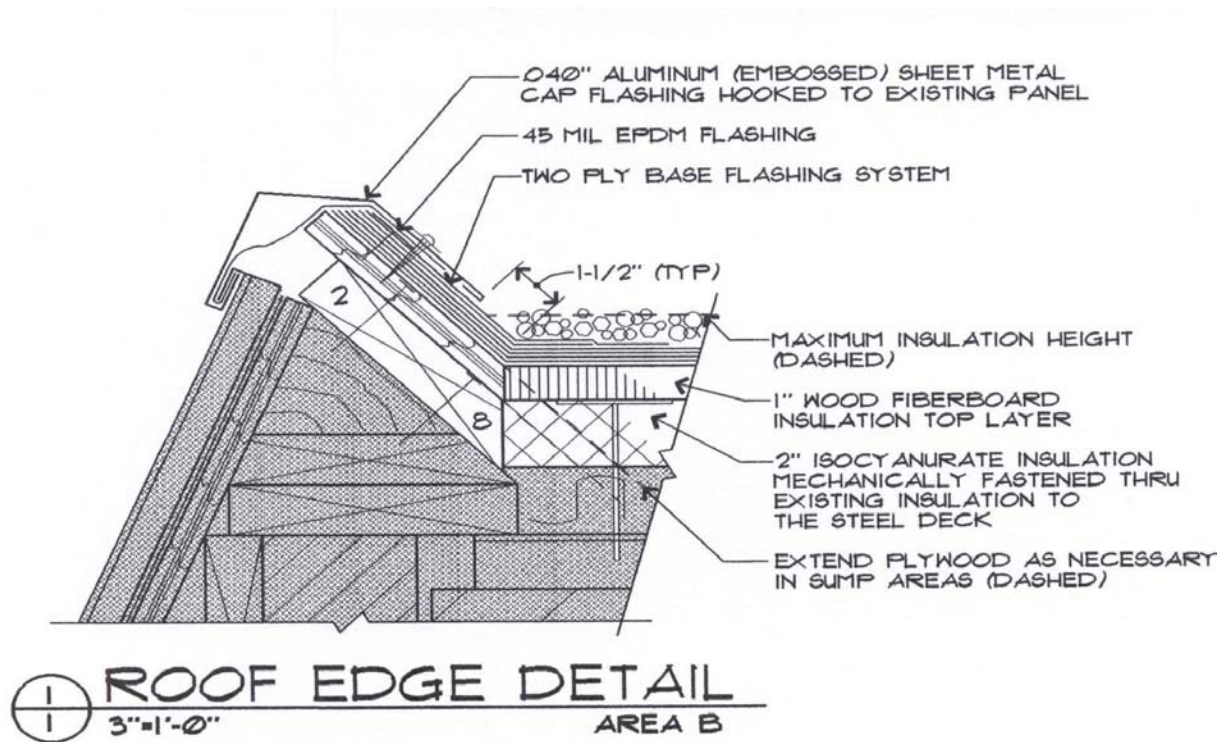 .040" ALUMINUM (EMBOSSED) SHEET METAL
CAP FLASHING HOOKED TO EXISTING PANEL
45 MIL EPDM FLASHING
TWO PLY BASE FLASHING SYSTEM
1-1/2" (TYP)
2
8
MAXIMUM INSULATION HEIGHT
(DASHED)
1" WOOD FIBERBOARD
INSULATION TOP LAYER
2" ISOCYANURATE INSULATION
MECHANICALLY FASTENED THRU
EXISTING INSULATION TO
THE STEEL DECK
EXTEND PLYWOOD AS NECESSARY
IN SUMP AREAS (DASHED)
1
1
ROOF EDGE DETAIL
3"=1'-0"
AREA B